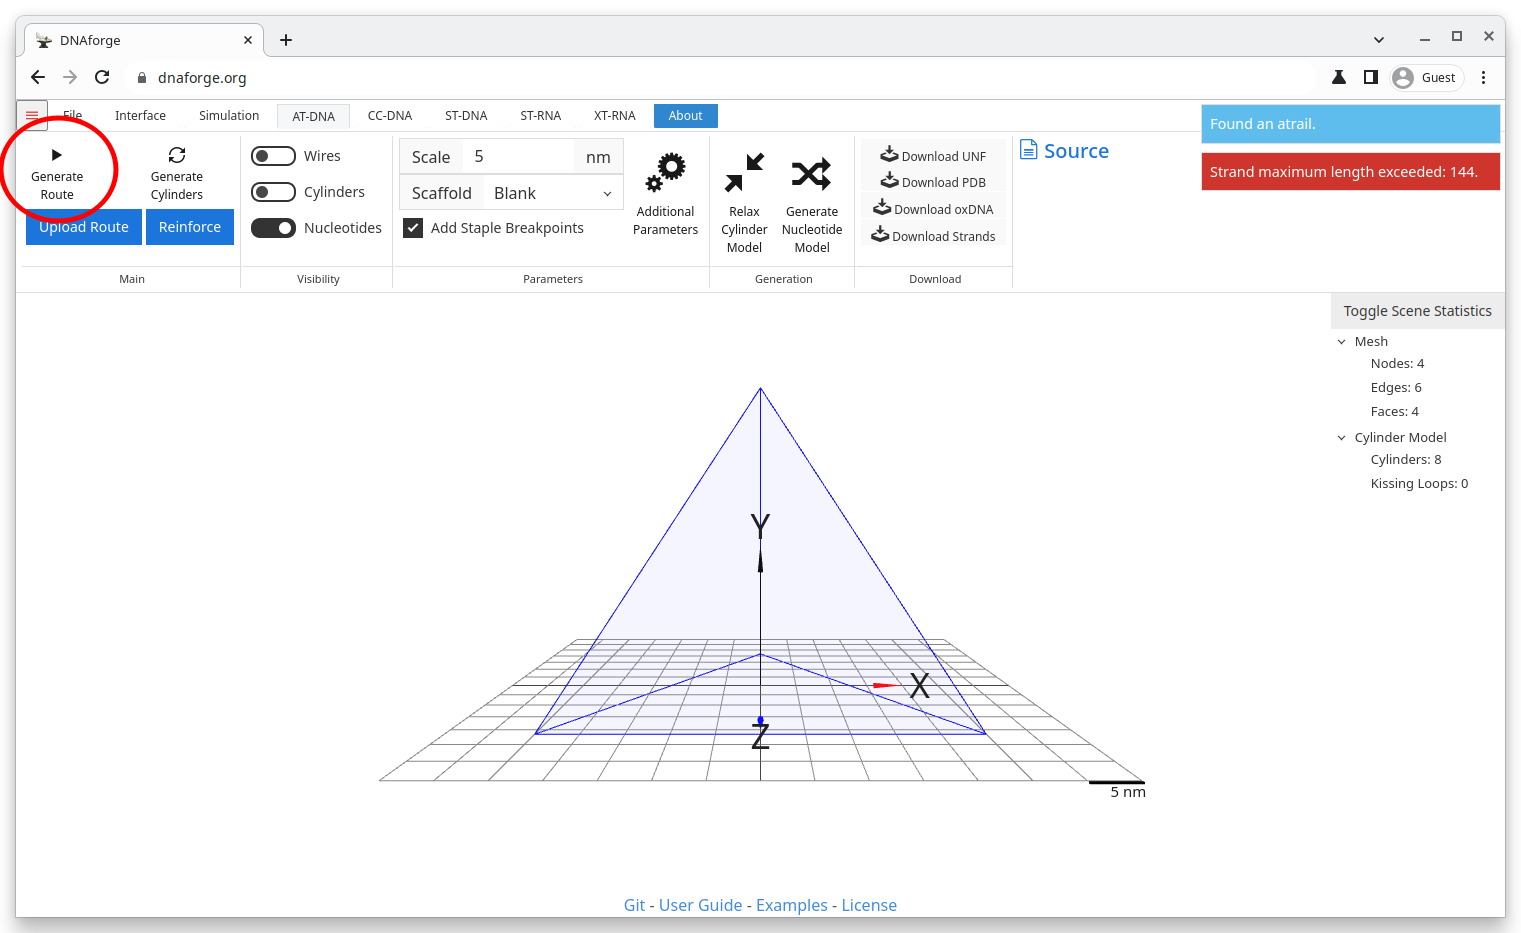 DNAforge
dnaforge.org
Guest
File
Interface
Simulation
AT-DNA
CC-DNA
ST-DNA
ST-RNA
XT-RNA
About
Found an atrail.
Strand maximum length exceeded: 144.
Generate
Route
Generate
Cylinders
Upload Route
Reinforce
Main
Wires
Cylinders
Nucleotides
Visibility
Scale 5 nm
Scaffold Blank
Add Staple Breakpoints
Additional
Parameters
Parameters
Relax
Cylinder
Model
Generate
Nucleotide
Model
Generation
Download UNF
Download PDB
Download oxDNA
Download Strands
Download
Source
Toggle Scene Statistics
Mesh
Nodes: 4
Edges: 6
Faces: 4
Cylinder Model
Cylinders: 8
Kissing Loops: 0
Y
X
Z
5 nm
Git - User Guide - Examples - License